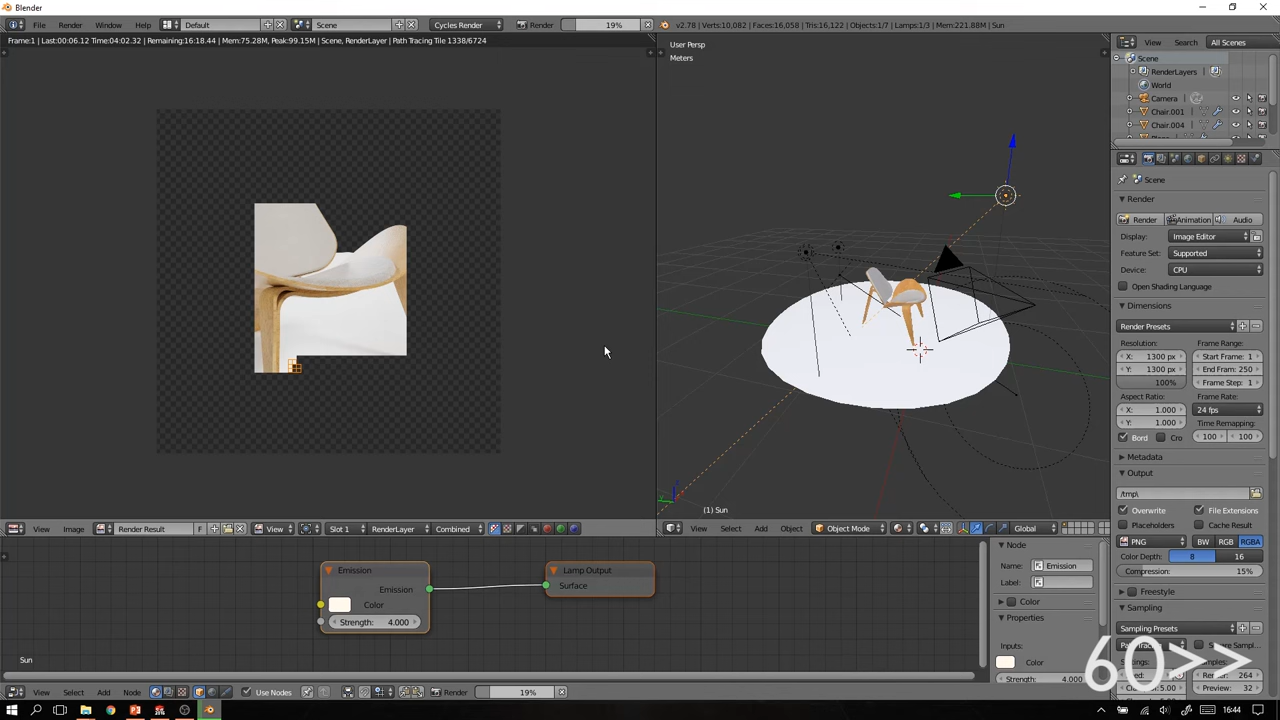 Blender
File Render Window Help Default Scene Cycles Render Render 19% v2.78 | Verts:10,082 | Faces:16,058 | Tris:16,122 | Objects:1/7 | Lamps:1/3 | Mem:221.88M | Sun
Frame:1 | Last:00:06.12 Time:04:02.32 | Remaining:16:18.44 | Mem:75.28M, Peak:99.15M | Scene, RenderLayer | Path Tracing Tile 1338/6724
User Persp
Meters
(1) Sun
View Search All Scenes
Scene
RenderLayers
World
Camera
Chair.001
Chair.004
Scene
Render
Render Animation Audio
Display: Image Editor
Feature Set: Supported
Device: CPU
Open Shading Language
Dimensions
Render Presets
Resolution: Frame Range:
X: 1300 px Start Frame: 1
Y: 1300 px End Fram: 250
100% Frame Step: 1
Aspect Ratio: Frame Rate:
X: 1.000 24 fps
Y: 1.000 Time Remapping:
Bord Cro 100 100
Metadata
Output
/tmp\
Overwrite File Extensions
Placeholders Cache Result
PNG BW RGB RGBA
Color Depth: 8 16
Compression: 15%
Freestyle
Sampling
Sampling Presets
Render: 264
Preview: 32
View Image Render Result F View Slot 1 RenderLayer Combined
View Select Add Object Object Mode Global
Emission
Emission
Color
Strength: 4.000
Lamp Output
Surface
Node
Name: Emission
Label:
Color
Properties
Inputs:
Color
Strength: 4.000
Sun
View Select Add Node Use Nodes Render 19%
60>>
16:44